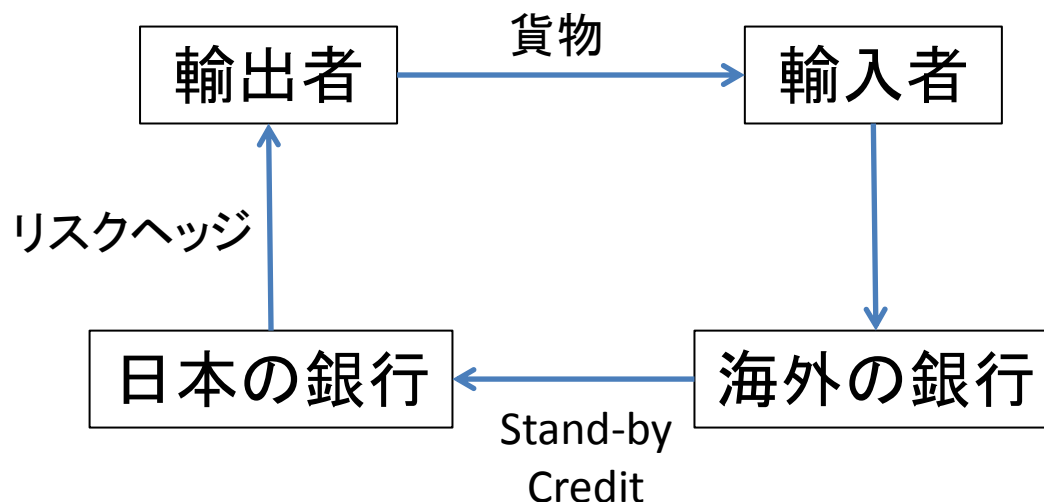 貨物
輸出者
輸入者
リスクヘッジ
日本の銀行
海外の銀行
Stand-by
Credit